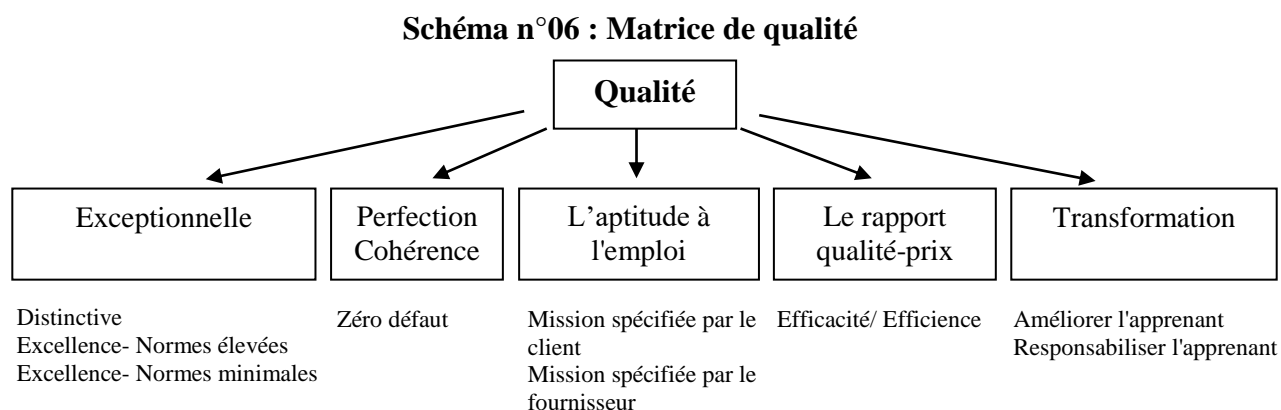 Schéma n°06 : Matrice de qualité
Qualité
Exceptionnelle
Perfection
Cohérence
L’aptitude à
l'emploi
Le rapport
qualité-prix
Transformation
Distinctive
Excellence- Normes élevées
Excellence- Normes minimales
Zéro défaut
Mission spécifiée par le
client
Mission spécifiée par le
fournisseur
Efficacité/ Efficience
Améliorer l'apprenant
Responsabiliser l'apprenant